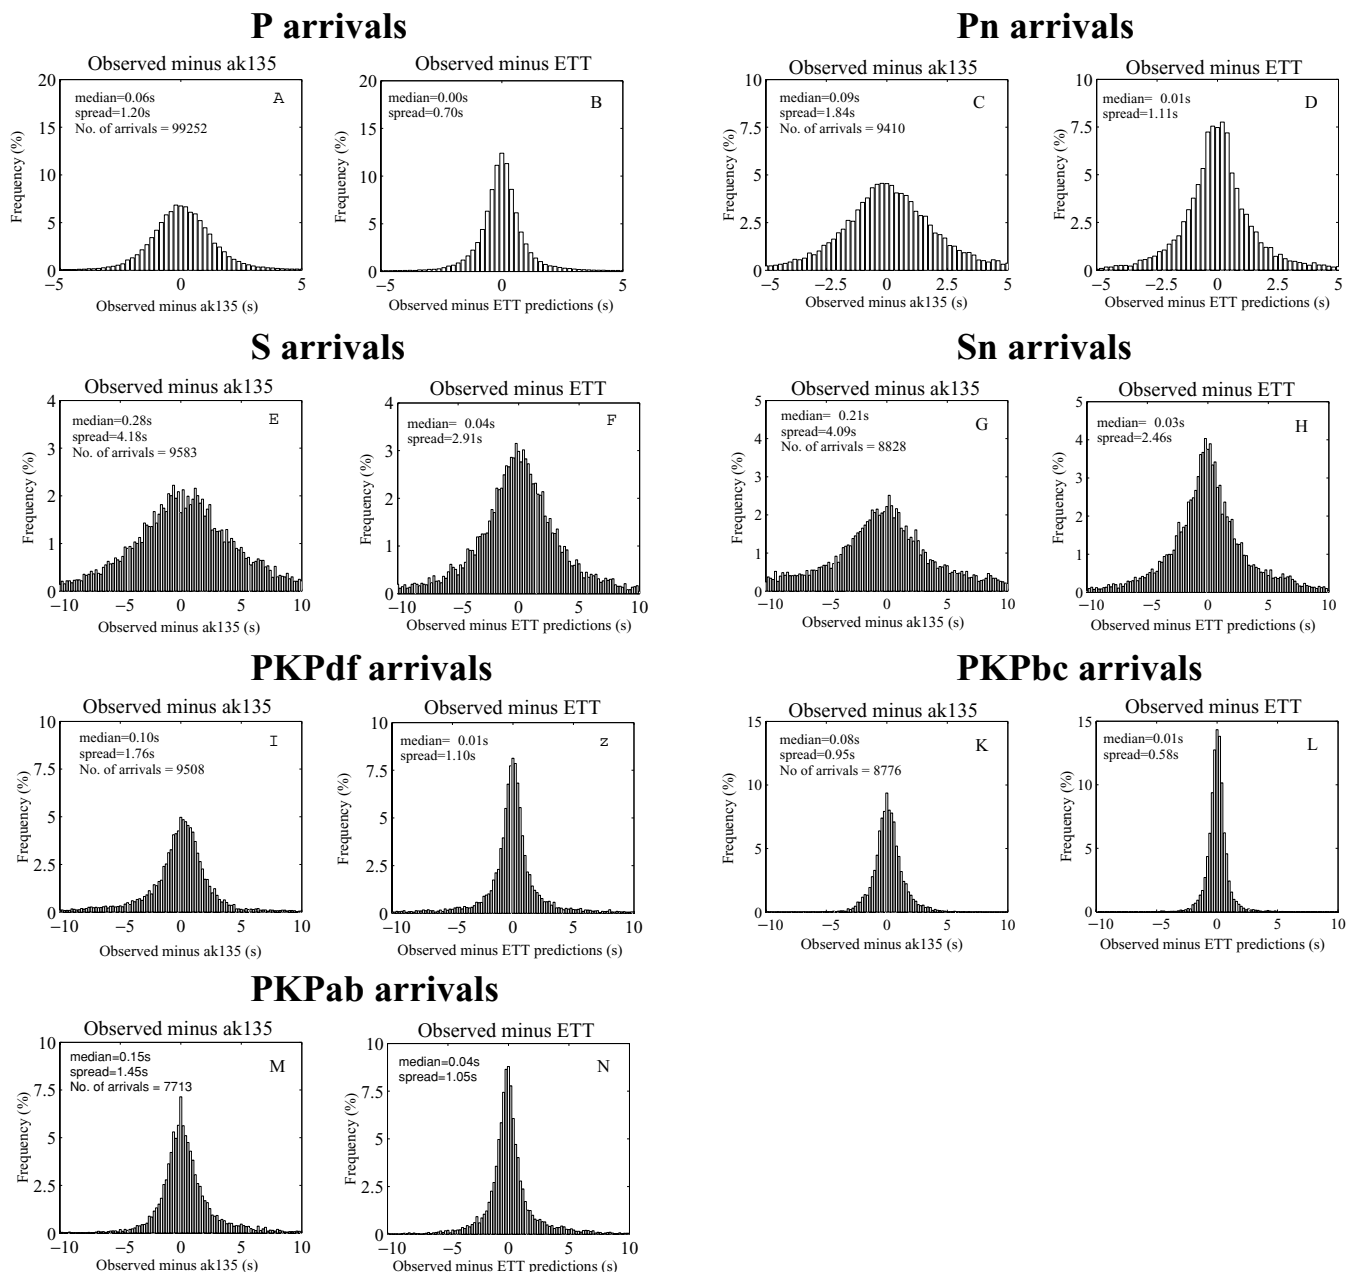 P arrivals
Observed minus ak135
median=0.06s
spread=1.20s
No. of arrivals = 99252
A
20
15
10
5
0
Frequency (%)
−5
0
5
Observed minus ak135 (s)
Observed minus ETT
median=0.00s
spread=0.70s
B
20
15
10
5
0
Frequency (%)
−5
0
5
Observed minus ETT predictions (s)
Pn arrivals
Observed minus ak135
median=0.09s
spread=1.84s
No. of arrivals = 9410
C
10
7.5
5
2.5
0
Frequency (%)
−5
−2.5
0
2.5
5
Observed minus ak135 (s)
Observed minus ETT
median= 0.01s
spread=1.11s
D
10
7.5
5
2.5
0
Frequency (%)
−5
−2.5
0
2.5
5
Observed minus ETT predictions (s)
S arrivals
Observed minus ak135
median=0.28s
spread=4.18s
No. of arrivals = 9583
E
4
3
2
1
0
Frequency (%)
−10
−5
0
5
10
Observed minus ak135 (s)
Observed minus ETT
median= 0.04s
spread=2.91s
F
4
3
2
1
0
Frequency (%)
−10
−5
0
5
10
Observed minus ETT predictions (s)
Sn arrivals
Observed minus ak135
median= 0.21s
spread=4.09s
No. of arrivals = 8828
G
5
4
3
2
1
0
Frequency (%)
−10
−5
0
5
10
Observed minus ak135 (s)
Observed minus ETT
median= 0.03s
spread=2.46s
H
5
4
3
2
1
0
Frequency (%)
−10
−5
0
5
10
Observed minus ETT predictions (s)
PKPdf arrivals
Observed minus ak135
median=0.10s
spread=1.76s
No. of arrivals = 9508
I
10
7.5
5
2.5
0
Frequency (%)
−10
−5
0
5
10
Observed minus ak135 (s)
Observed minus ETT
median= 0.01s
spread=1.10s
z
10
7.5
5
2.5
0
Frequency (%)
−10
−5
0
5
10
Observed minus ETT predictions (s)
PKPbc arrivals
Observed minus ak135
median=0.08s
spread=0.95s
No of arrivals = 8776
K
15
10
5
0
Frequency (%)
−10
−5
0
5
10
Observed minus ak135 (s)
Observed minus ETT
median=0.01s
spread=0.58s
L
15
10
5
0
Frequency (%)
−10
−5
0
5
10
Observed minus ETT predictions (s)
PKPab arrivals
Observed minus ak135
median=0.15s
spread=1.45s
No. of arrivals = 7713
M
10
7.5
5
2.5
0
Frequency (%)
−10
−5
0
5
10
Observed minus ak135 (s)
Observed minus ETT
median=0.04s
spread=1.05s
N
10
7.5
5
2.5
0
Frequency (%)
−10
−5
0
5
10
Observed minus ETT predictions (s)